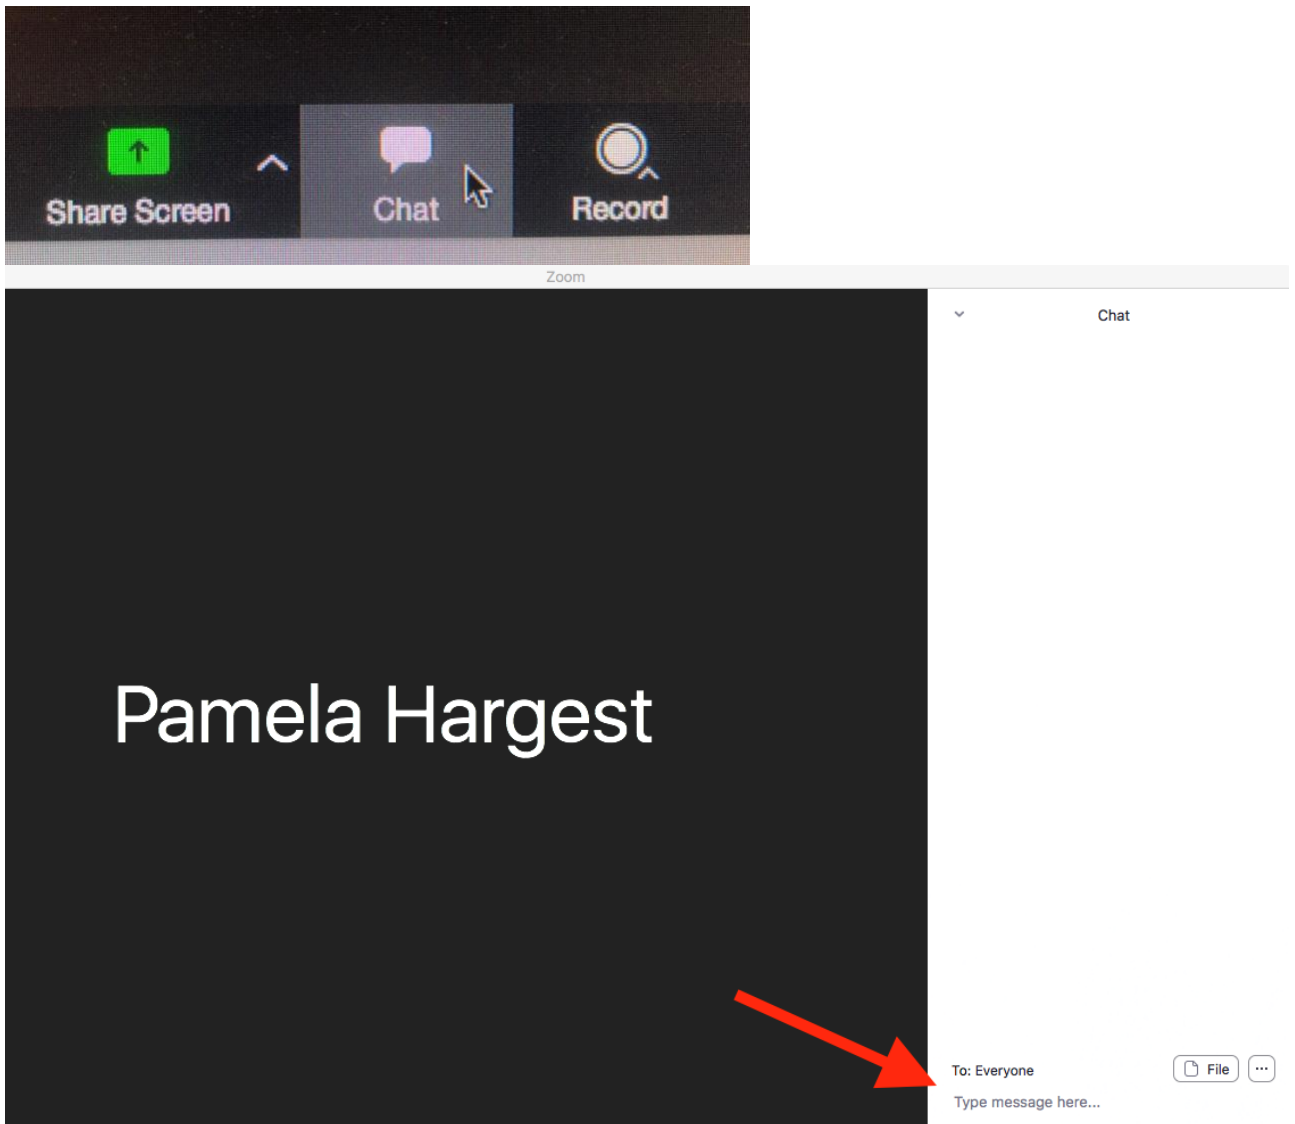 Share Screen
Chat
Record
Zoom
Chat
Pamela Hargest
To: Everyone
File
Type message here...